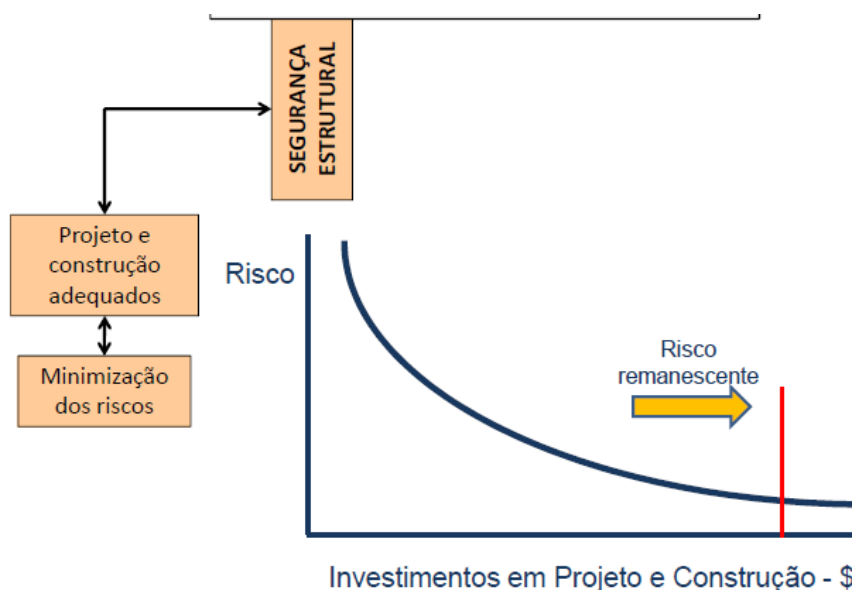 SEGURANÇA
ESTRUTURAL
Projeto e
construção
adequados
Minimização
dos riscos
Risco
Risco
remanescente
Investimentos em Projeto e Construção - $